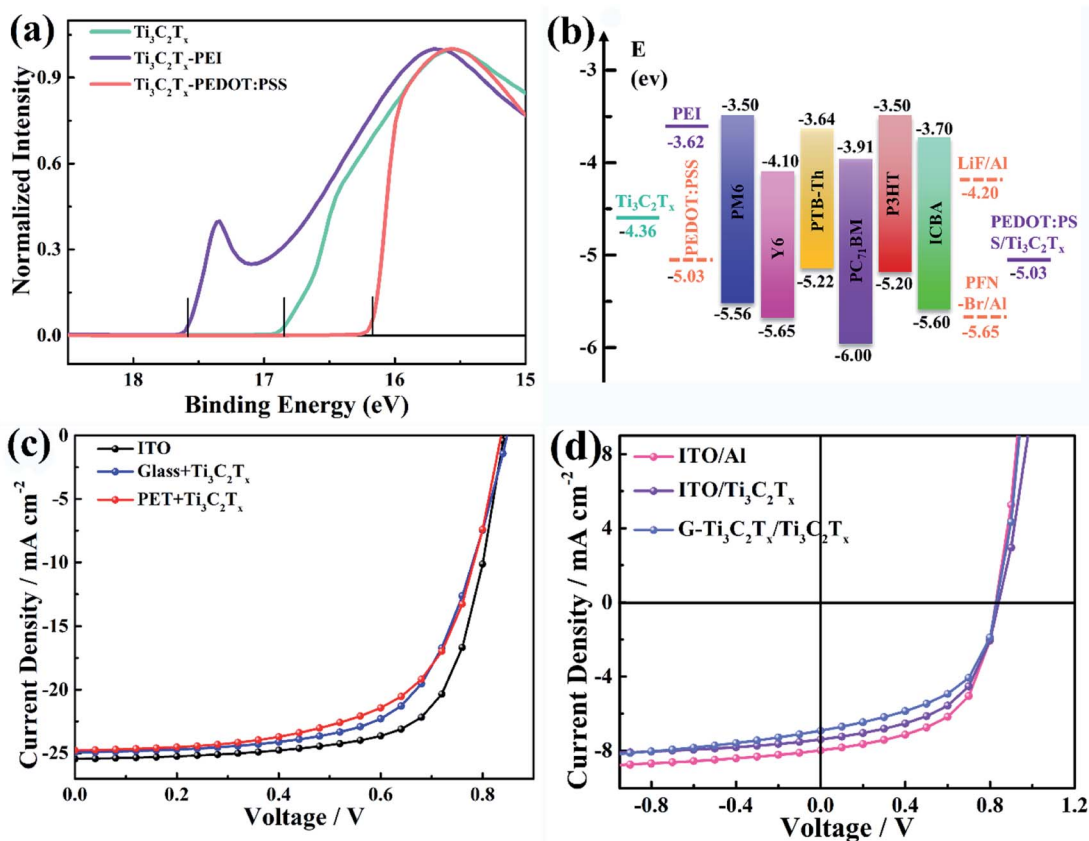 (a)
Ti₃C₂Tₓ
Ti₃C₂Tₓ-PEI
Ti₃C₂Tₓ-PEDOT:PSS
Normalized Intensity
0.9
0.6
0.3
0.0
18
17
16
15
Binding Energy (eV)
(b)
E
(ev)
-3
-4
-5
-6
PEI
-3.62
Ti₃C₂Tₓ
-4.36
PEDOT:PSS
-5.03
-3.50
PM6
-5.56
-4.10
Y6
-5.65
-3.64
PTB-Th
-5.22
-3.91
PC₇₁BM
-6.00
-3.50
P3HT
-5.20
-3.70
ICBA
-5.60
LiF/Al
-4.20
PEDOT:PS
S/Ti₃C₂Tₓ
-5.03
PFN
-Br/Al
-5.65
(c)
ITO
Glass+Ti₃C₂Tₓ
PET+Ti₃C₂Tₓ
Current Density / mA cm⁻²
0
-5
-10
-15
-20
-25
0.0
0.2
0.4
0.6
0.8
Voltage / V
(d)
ITO/Al
ITO/Ti₃C₂Tₓ
G-Ti₃C₂Tₓ/Ti₃C₂Tₓ
Current Density / mA cm⁻²
8
4
0
-4
-8
-0.8
-0.4
0.0
0.4
0.8
1.2
Voltage / V